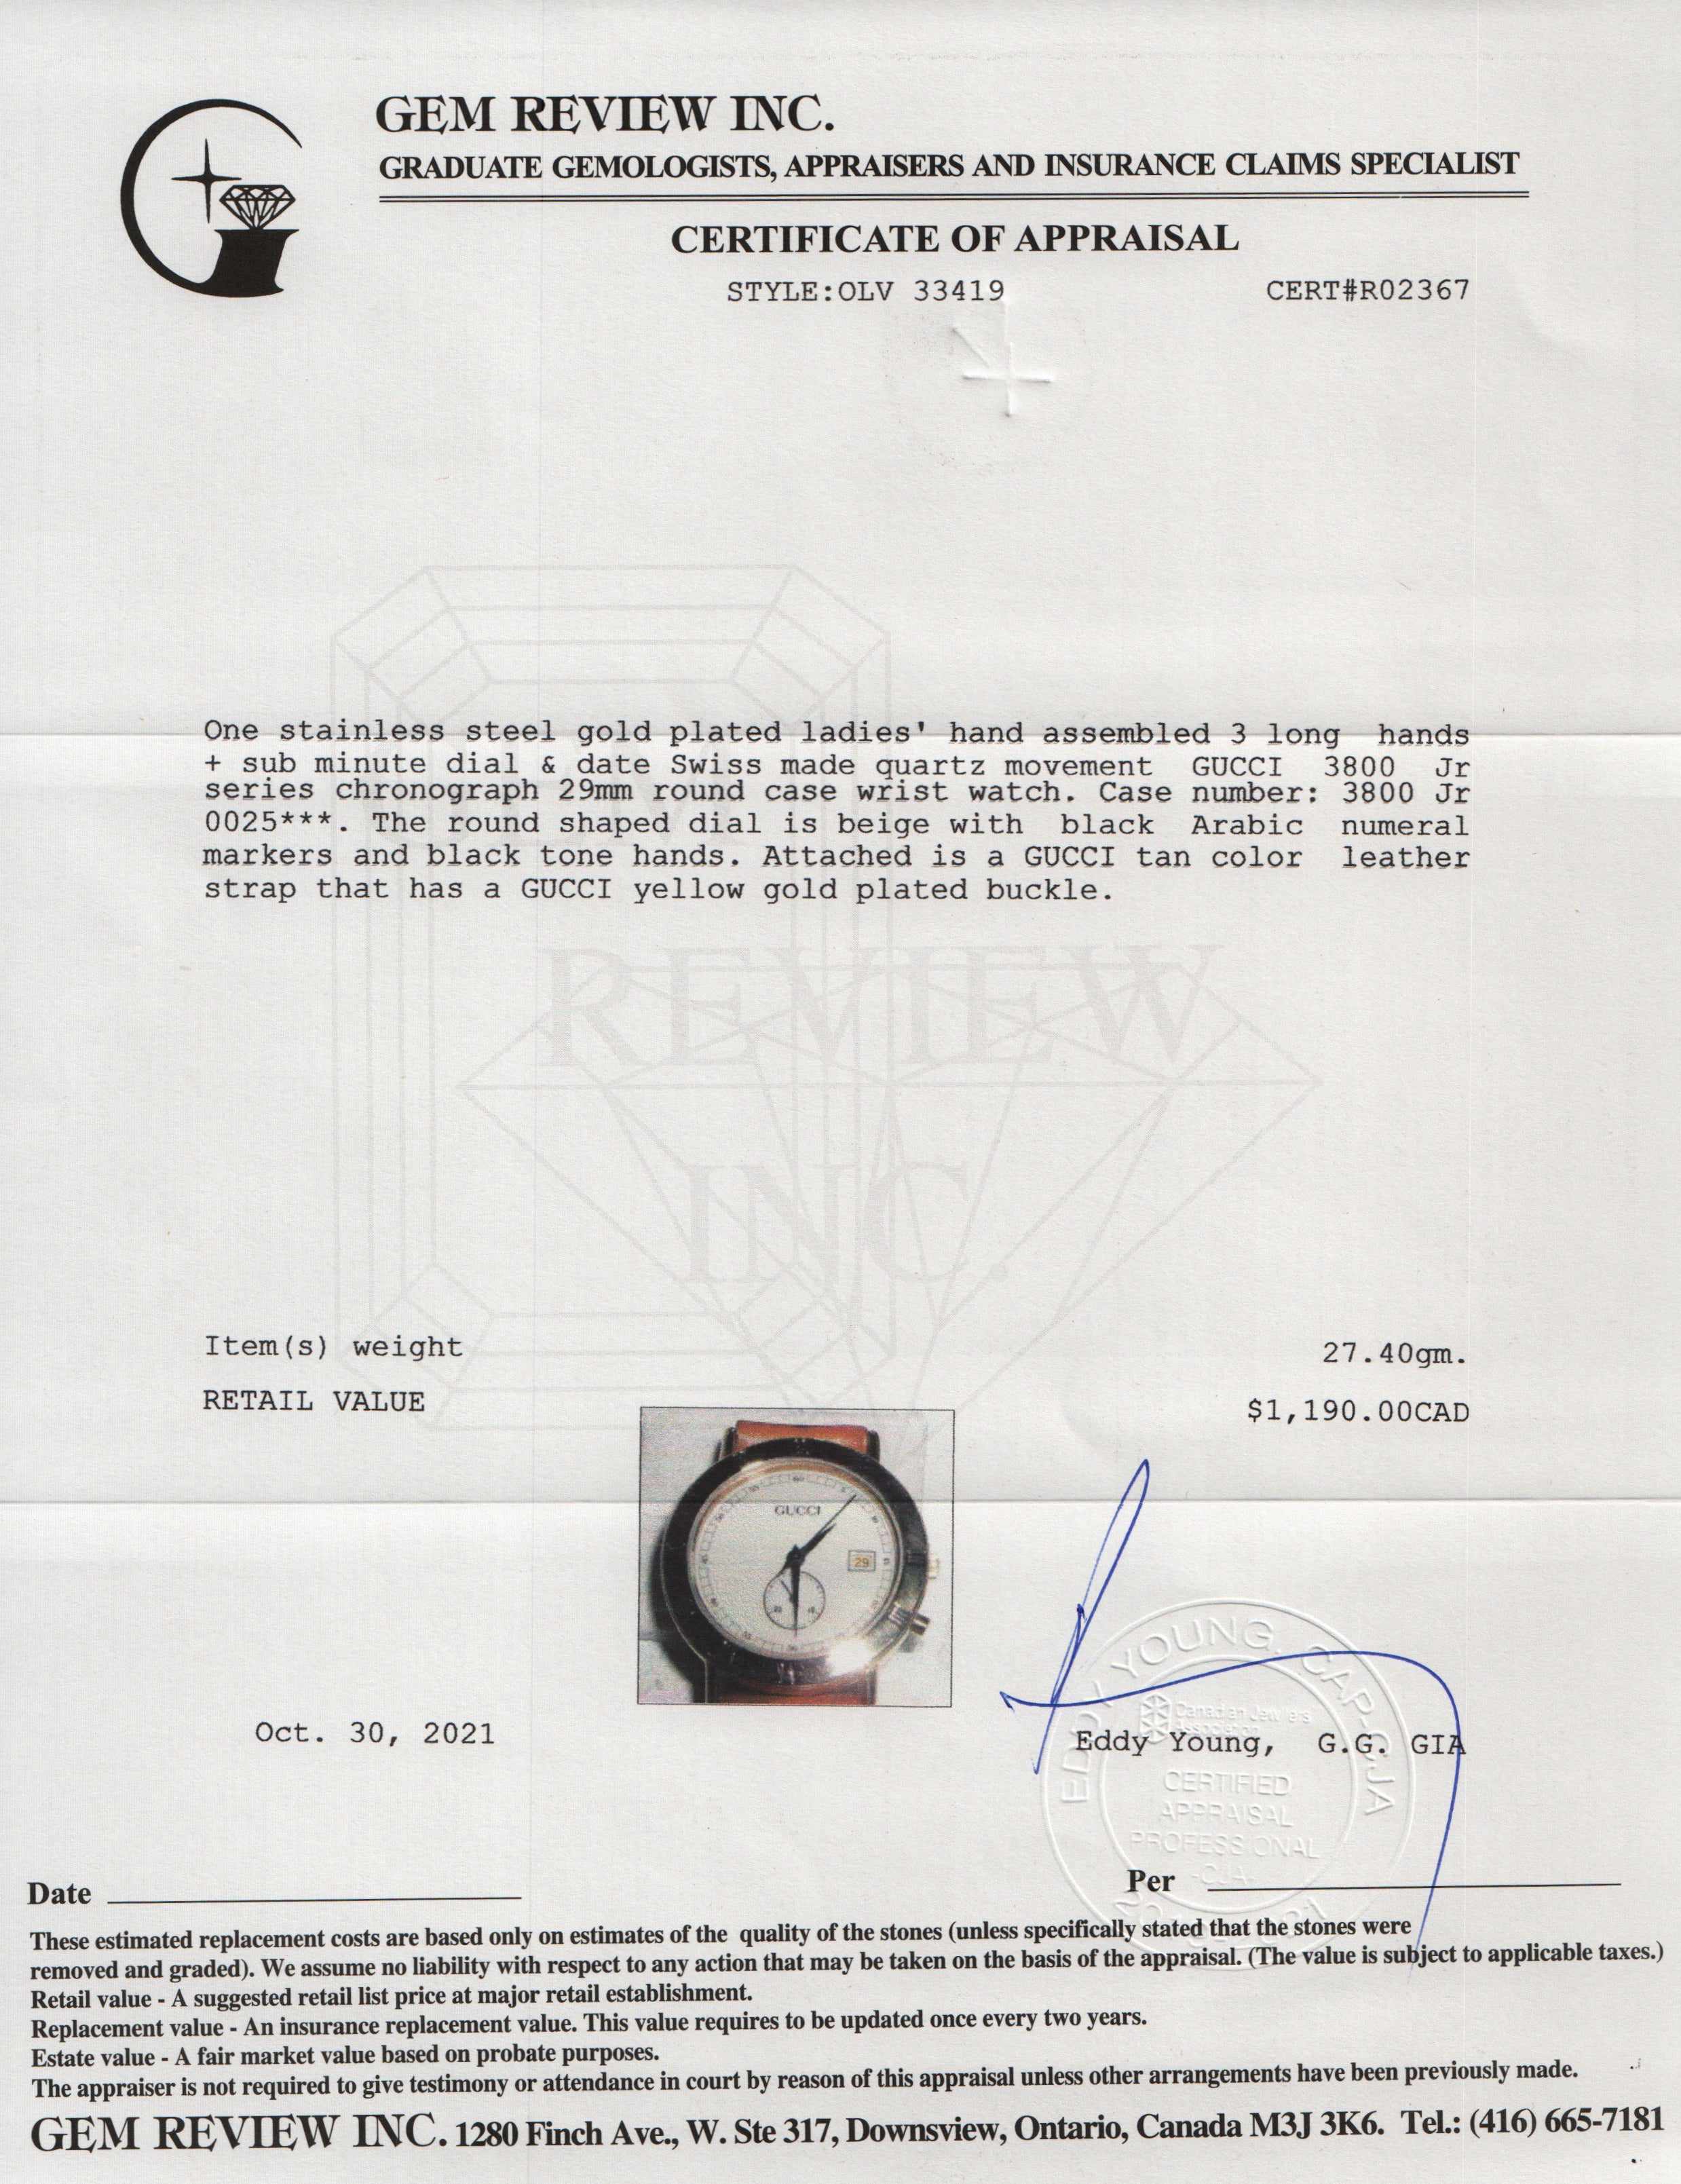 GEM REVIEW INC.
GRADUATE GEMOLOGISTS, APPRAISERS AND INSURANCE CLAIMS SPECIALIST
CERTIFICATE OF APPRAISAL
STYLE:OLV 33419 CERT#R02367
One stainless steel gold plated ladies' hand assembled 3 long hands
+ sub minute dial & date Swiss made quartz movement GUCCI 3800 Jr
series chronograph 29mm round case wrist watch. Case number: 3800 Jr
0025***. The round shaped dial is beige with black Arabic numeral
markers and black tone hands. Attached is a GUCCI tan color leather
strap that has a GUCCI yellow gold plated buckle.
REVIEW
INC.
Item(s) weight 27.40gm.
RETAIL VALUE $1,190.00CAD
GUCCI
29
60
EDDY YOUNG, CAP-CJA
Canadian Jewellers
Association
Oct. 30, 2021 Eddy Young, G.G. GIA
CERTIFIED
APPRAISAL
PROFESSIONAL
-CJA-
Date Per
These estimated replacement costs are based only on estimates of the quality of the stones (unless specifically stated that the stones were
removed and graded). We assume no liability with respect to any action that may be taken on the basis of the appraisal. (The value is subject to applicable taxes.)
Retail value - A suggested retail list price at major retail establishment.
Replacement value - An insurance replacement value. This value requires to be updated once every two years.
Estate value - A fair market value based on probate purposes.
The appraiser is not required to give testimony or attendance in court by reason of this appraisal unless other arrangements have been previously made.
GEM REVIEW INC. 1280 Finch Ave., W. Ste 317, Downsview, Ontario, Canada M3J 3K6. Tel.: (416) 665-7181